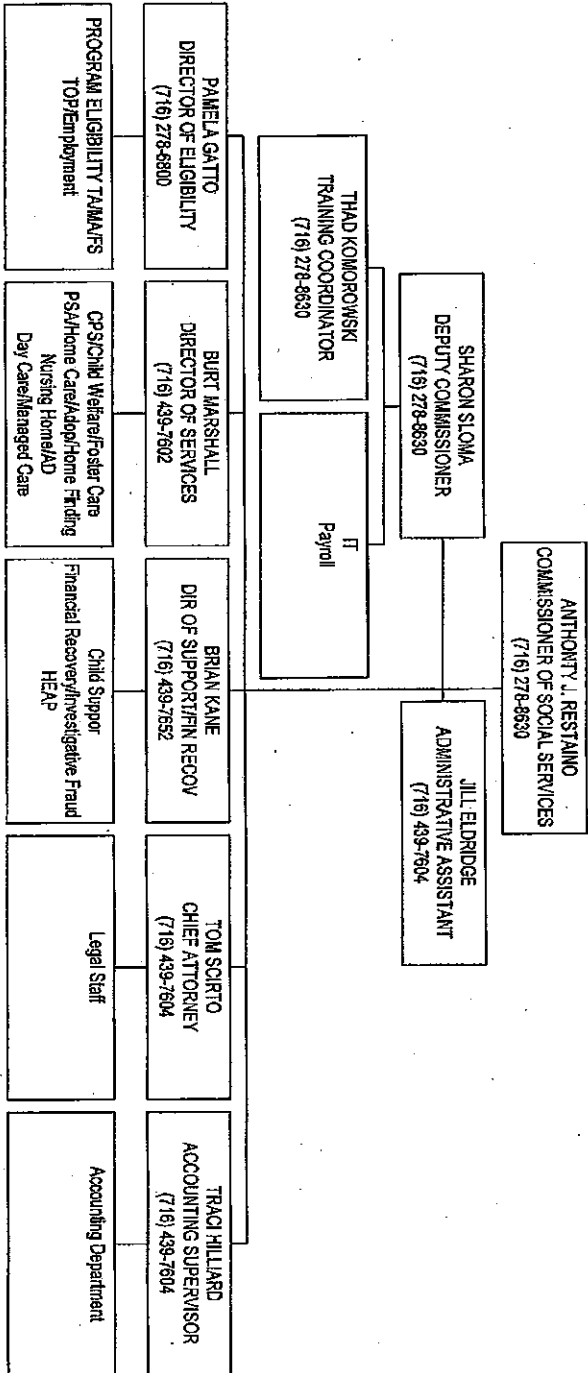 ANTHONTY J. RESTAINO
COMMISSIONER OF SOCIAL SERVICES
(716) 278-8630
SHARON SLOMA
DEPUTY COMMISSIONER
(716) 278-8630
JILL ELDRIDGE
ADMINISTRATIVE ASSISTANT
(716) 439-7604
THAD KOMOROWSKI
TRAINING COORDINATOR
(716) 278-8630
IT
Payroll
PAMELA GATTO
DIRECTOR OF ELIGIBILITY
(716) 278-6800
BURT MARSHALL
DIRECTOR OF SERVICES
(716) 439-7602
BRIAN KANE
DIR OF SUPPORT/FIN RECOV
(716) 439-7652
TOM SCIRTO
CHIEF ATTORNEY
(716) 439-7604
TRACI HILLIARD
ACCOUNTING SUPERVISOR
(716) 439-7604
PROGRAM ELIGIBILITY TA/MA/FS
TOP/Employment
CPS/Child Welfare/Foster Care
PSA/Home Care/Adop/Home Finding
Nursing Home/AD
Day Care/Managed Care
Child Suppor
Financial Recovery/Investigative Fraud
HEAP
Legal Staff
Accounting Department